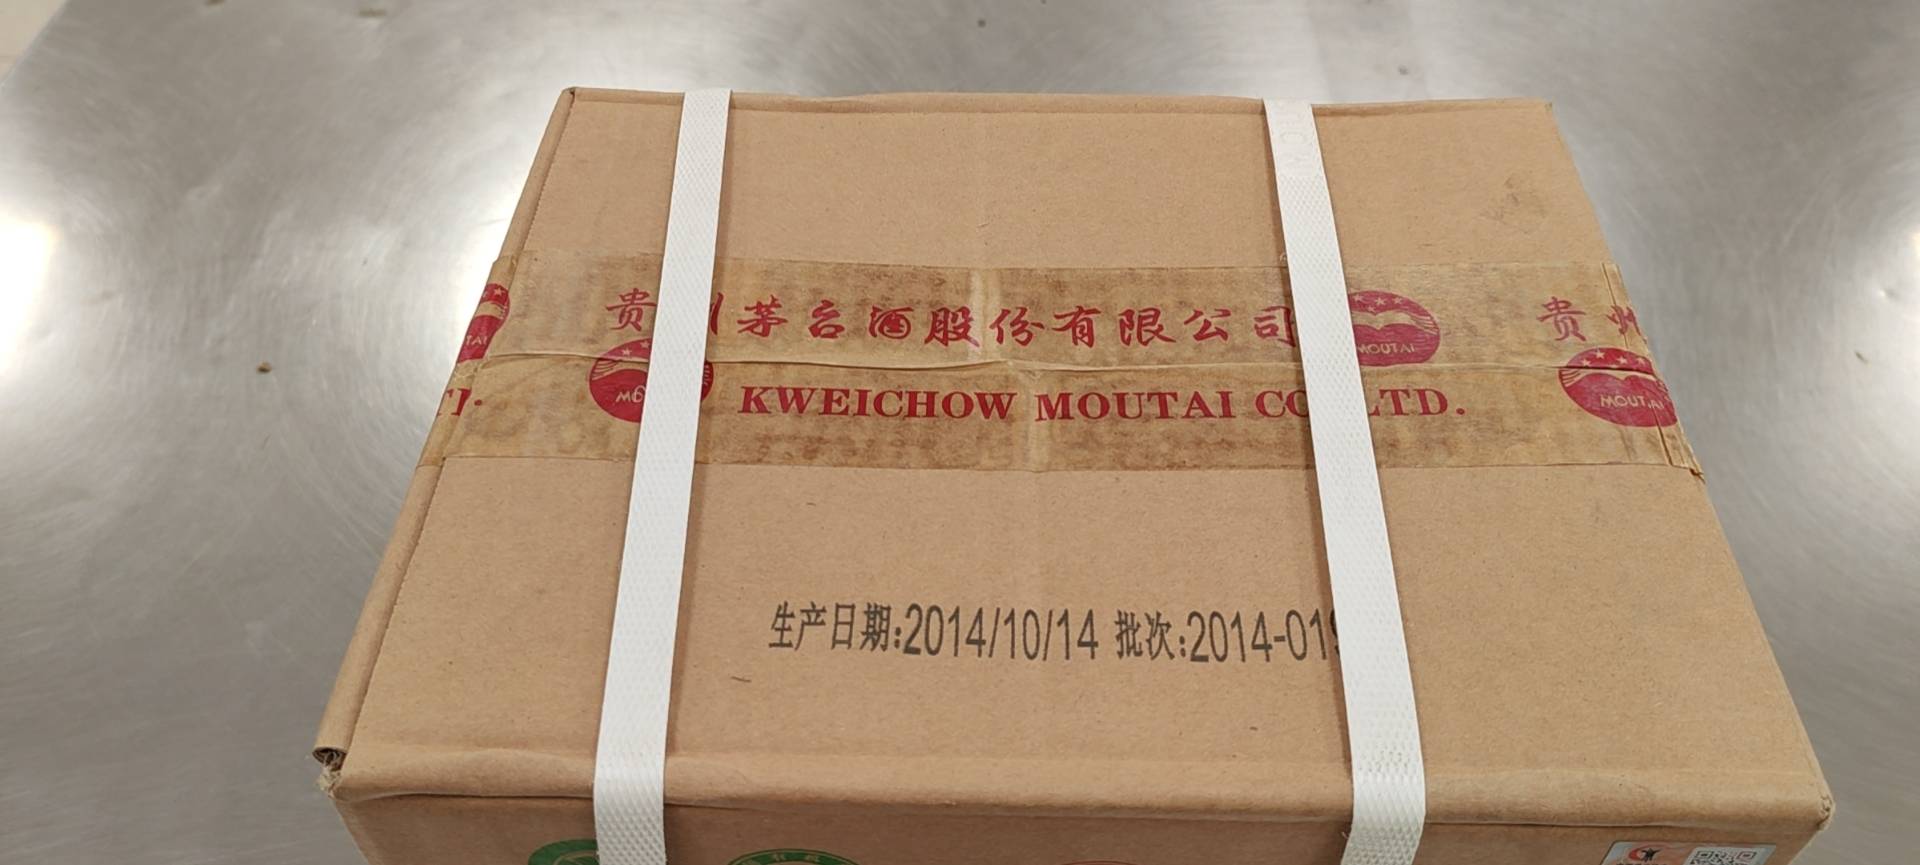 贵州茅台酒股份有限公司 MOUTAI 贵州
KWEICHOW MOUTAI CO LTD. MOUTAI
生产日期:2014/10/14 批次:2014-019